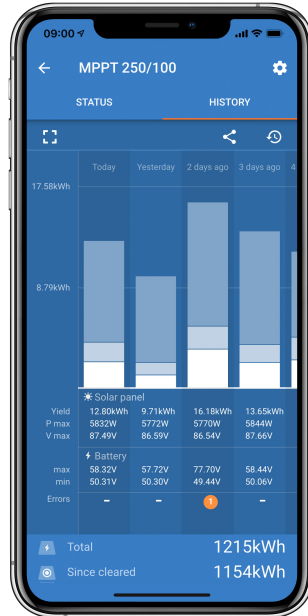 09:00
MPPT 250/100
STATUS HISTORY
Today Yesterday 2 days ago 3 days ago 4
17.58kWh
8.79kWh
Solar panel
Yield 12.80kWh 9.71kWh 16.18kWh 13.65kWh
P max 5832W 5772W 5770W 5844W
V max 87.49V 86.59V 86.54V 87.66V
Battery
max 58.32V 57.72V 77.70V 58.44V
min 50.31V 50.30V 49.44V 50.06V
Errors – – 1 –
Total 1215kWh
Since cleared 1154kWh